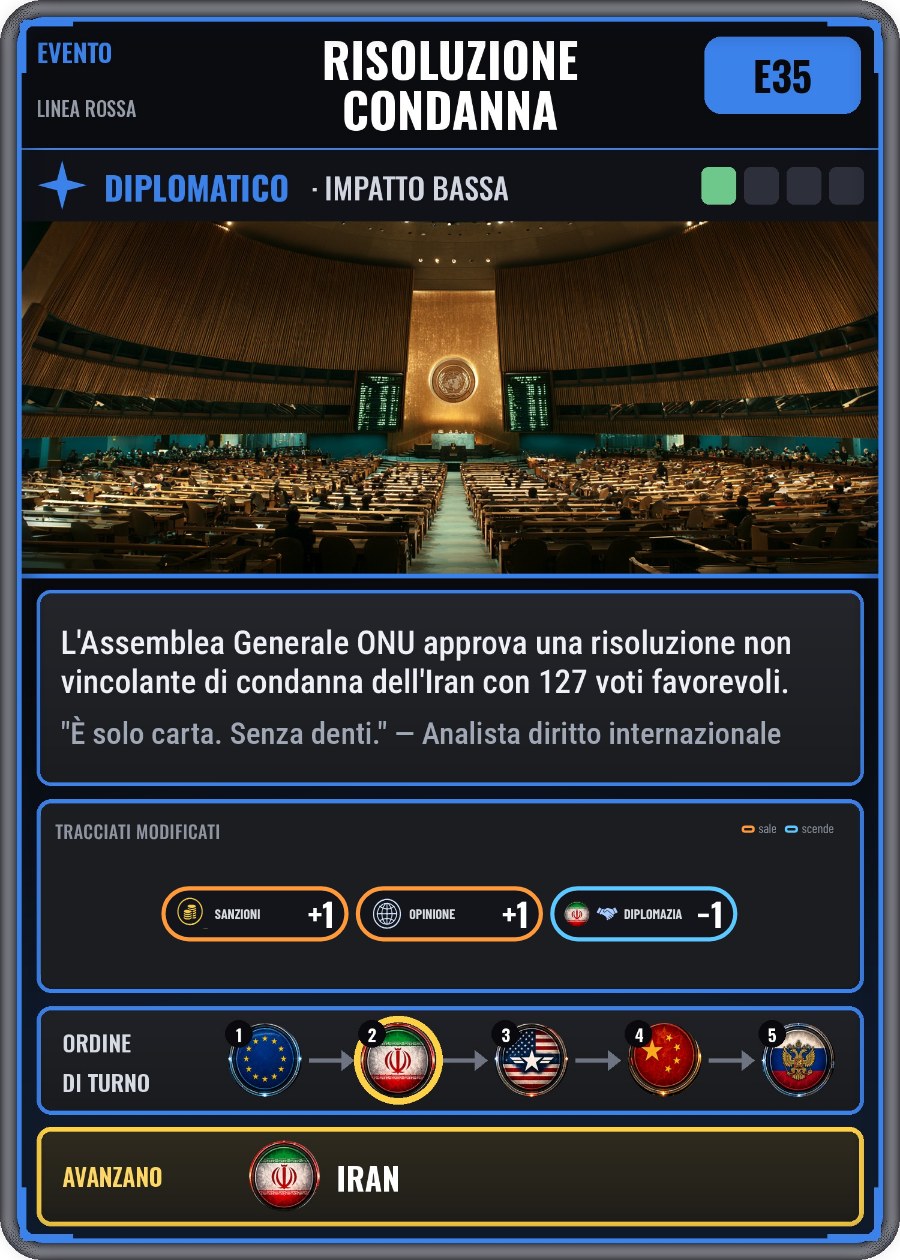 EVENTO
RISOLUZIONE
CONDANNA
E35
LINEA ROSSA
DIPLOMATICO · IMPATTO BASSA
L'Assemblea Generale ONU approva una risoluzione non
vincolante di condanna dell'Iran con 127 voti favorevoli.
"È solo carta. Senza denti." — Analista diritto internazionale
TRACCIATI MODIFICATI
sale scende
SANZIONI +1 OPINIONE +1 DIPLOMAZIA -1
ORDINE
DI TURNO
1 2 3 4 5
AVANZANO IRAN